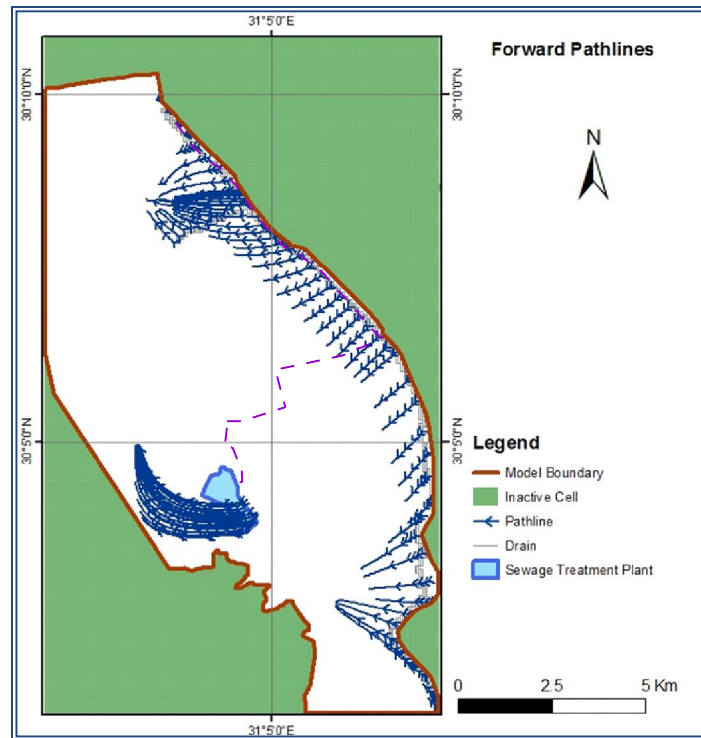 31°5'0"E
Forward Pathlines
30°10'0"N
30°10'0"N
N
30°5'0"N
30°5'0"N
Legend
Model Boundary
Inactive Cell
Pathline
Drain
Sewage Treatment Plant
0 2.5 5 Km
31°5'0"E